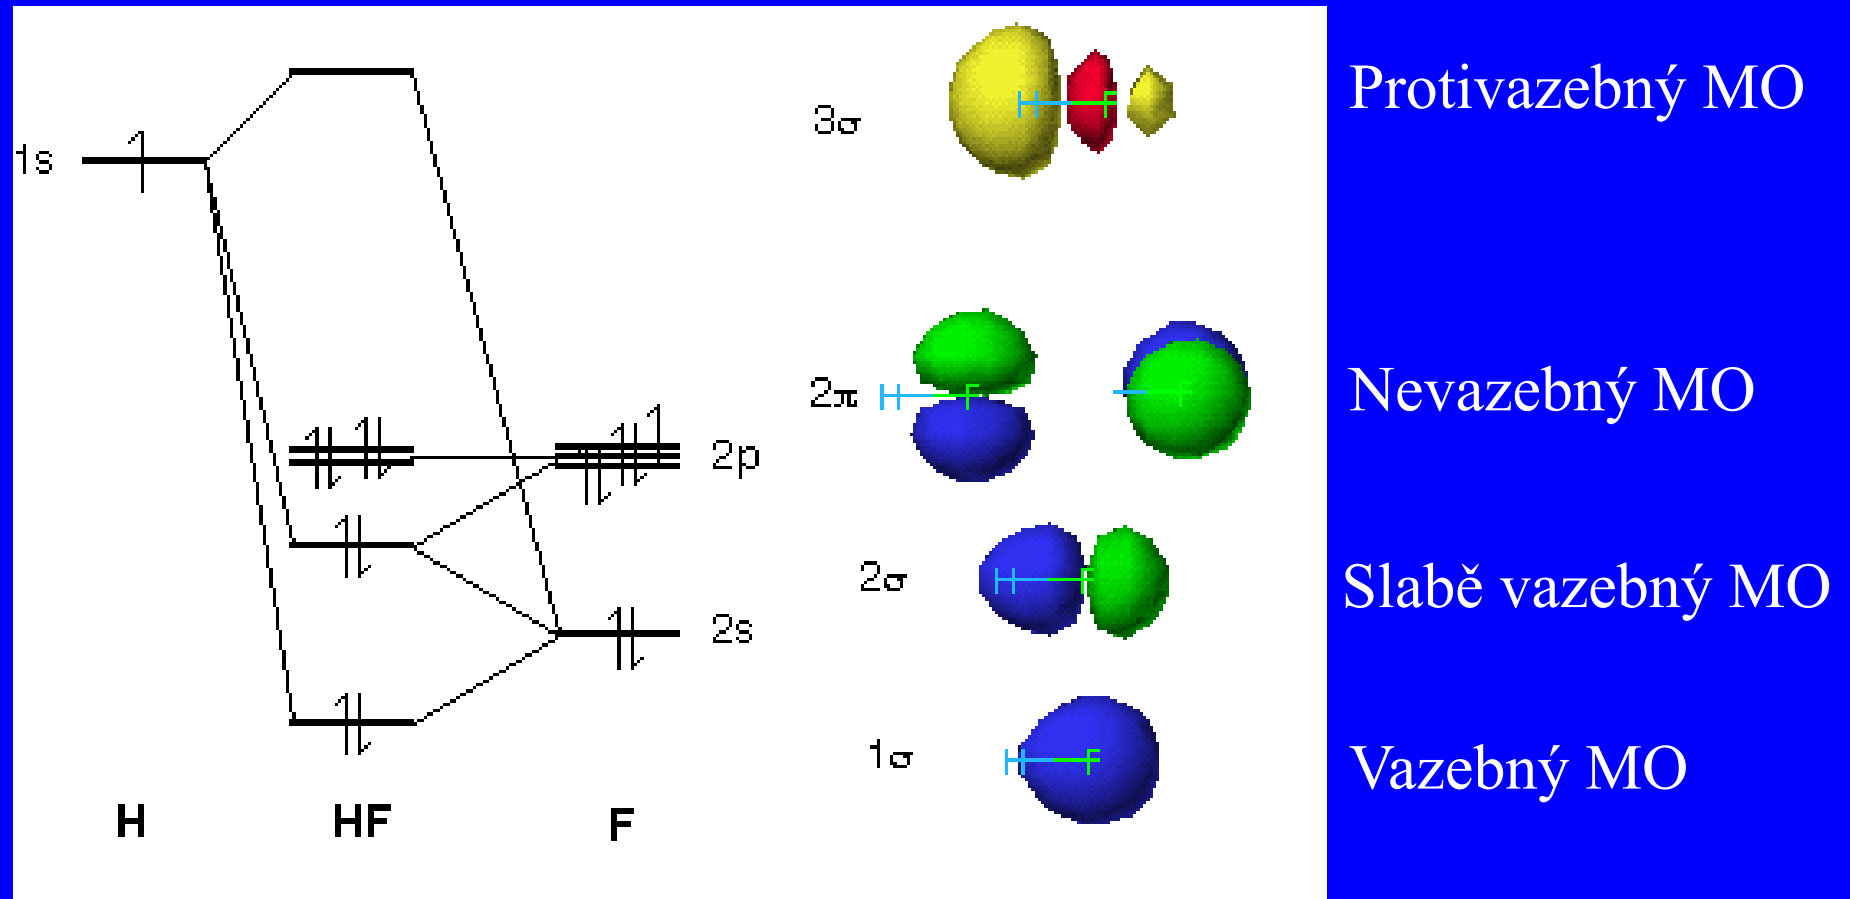 3σ
Protivazebný MO
H F
1s
2π
Nevazebný MO
H F
F
2p
2σ
Slabě vazebný MO
H F
2s
1σ
Vazebný MO
H F
H HF F